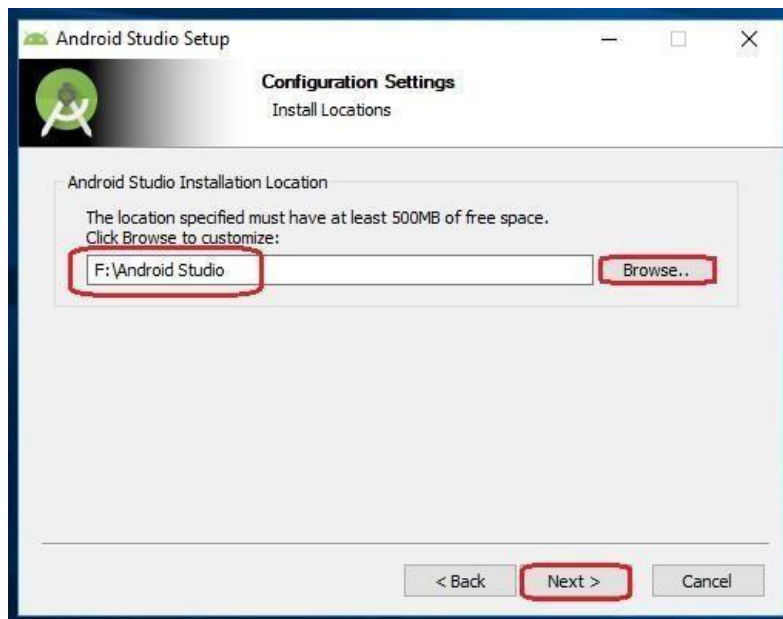 Android Studio Setup
Configuration Settings
Install Locations
Android Studio Installation Location
The location specified must have at least 500MB of free space.
Click Browse to customize:
F:\Android Studio
Browse..
< Back
Next >
Cancel